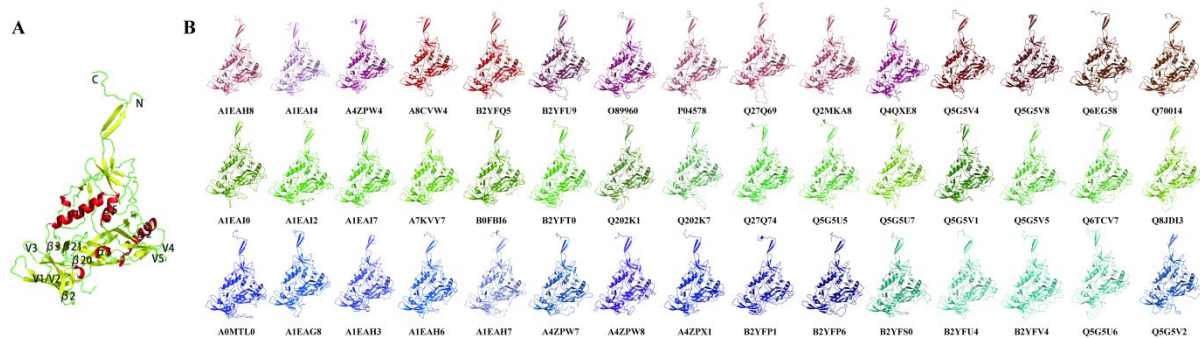 A
B
C
N
V3
β3
β21
V4
β20
V5
V1/V2
β2
A1EAH8 A1EAI4 A4ZPW4 A8CVW4 B2YFQ5 B2YFU9 O89960 P04578 Q27Q69 Q2MKA8 Q4QXE8 Q5G5V4 Q5G5V8 Q6EG58 Q70014
A1EAI0 A1EAI2 A1EAI7 A7KVY7 B0FBI6 B2YFT0 Q202K1 Q202K7 Q27Q74 Q5G5U5 Q5G5U7 Q5G5V1 Q5G5V5 Q6TCV7 Q8JDI3
A0MTL0 A1EAG8 A1EAH3 A1EAH6 A1EAH7 A4ZPW7 A4ZPW8 A4ZPX1 B2YFP1 B2YFP6 B2YFS0 B2YFU4 B2YFV4 Q5G5U6 Q5G5V2